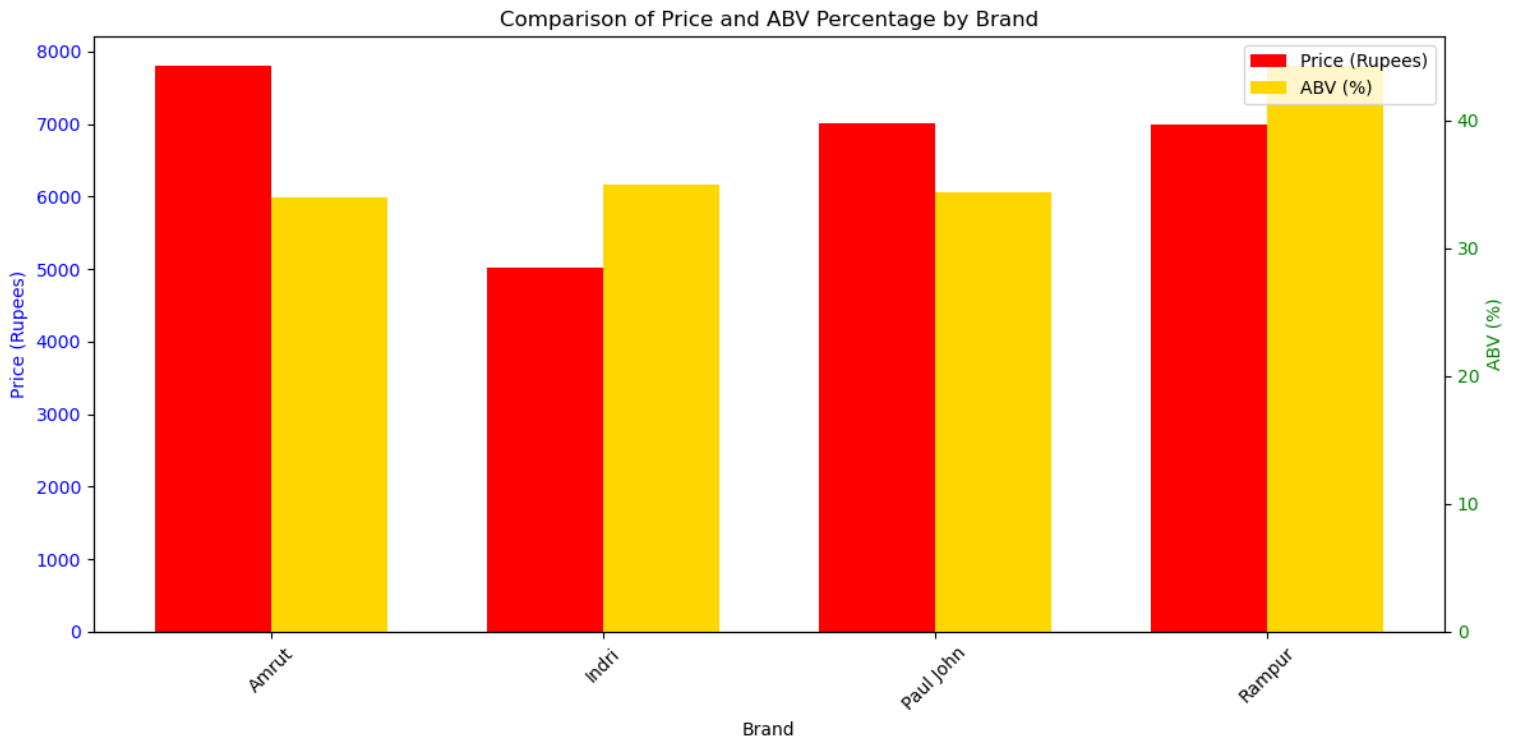 Comparison of Price and ABV Percentage by Brand
Price (Rupees)
ABV (%)
8000
7000
6000
5000
4000
3000
2000
1000
0
Price (Rupees)
40
30
20
10
0
ABV (%)
Amrut
Indri
Paul John
Rampur
Brand